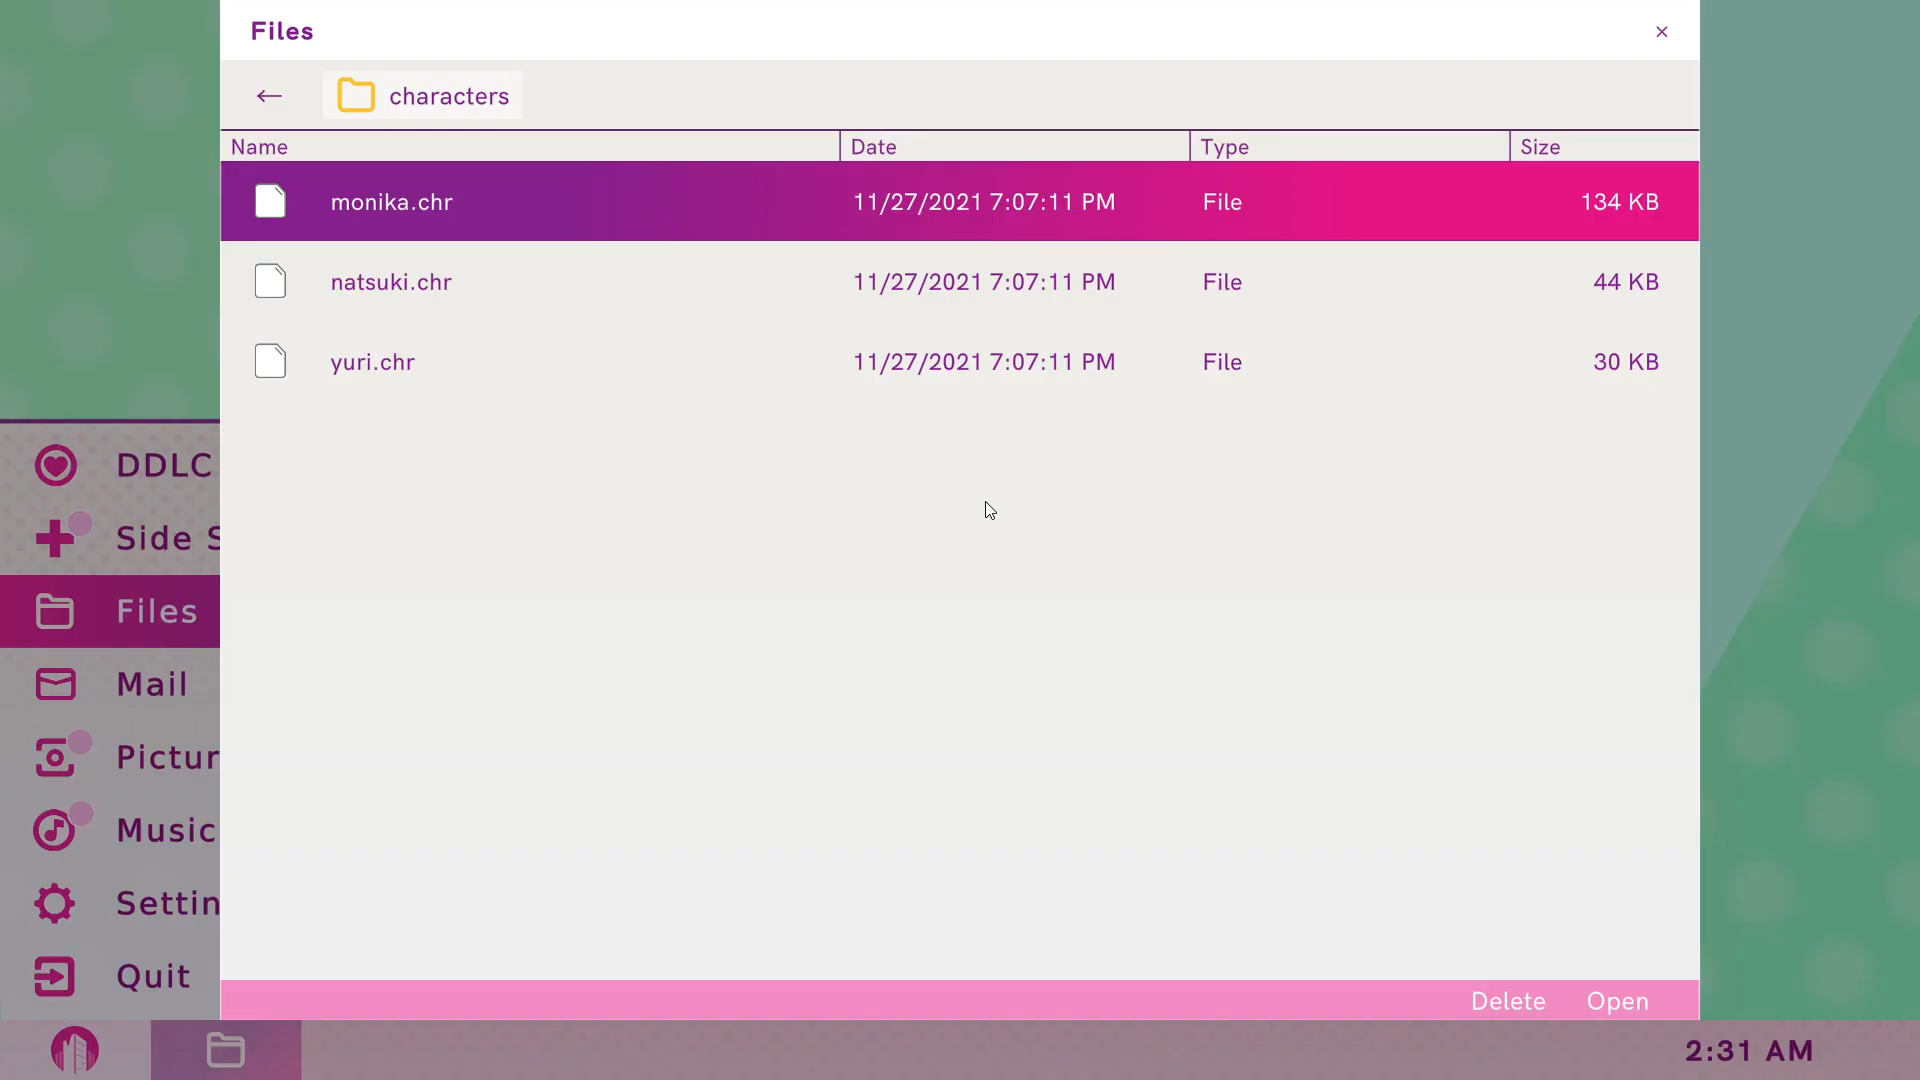 Files
×
← characters
Name Date Type Size
monika.chr 11/27/2021 7:07:11 PM File 134 KB
natsuki.chr 11/27/2021 7:07:11 PM File 44 KB
yuri.chr 11/27/2021 7:07:11 PM File 30 KB
DDLC
Side S
Files
Mail
Pictur
Music
Settin
Quit
Delete Open
2:31 AM